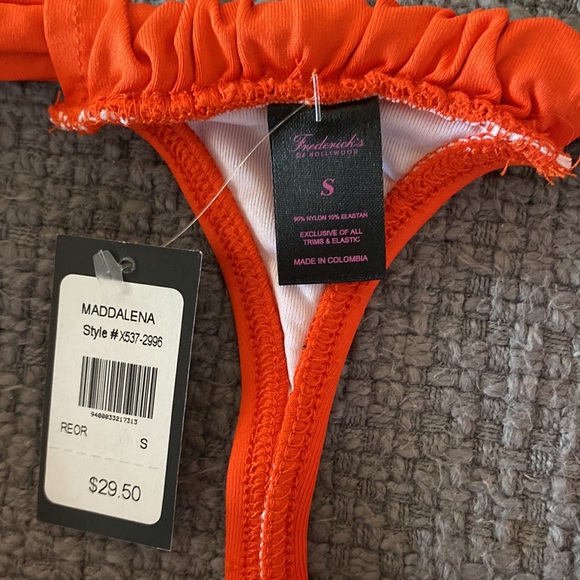 Frederick's
OF HOLLYWOOD
S
90% NYLON 10% ELASTAN
EXCLUSIVE OF ALL
TRIMS & ELASTIC
MADE IN COLOMBIA
MADDALENA
Style # X537-2996
9400033217313
REOR S
$29.50